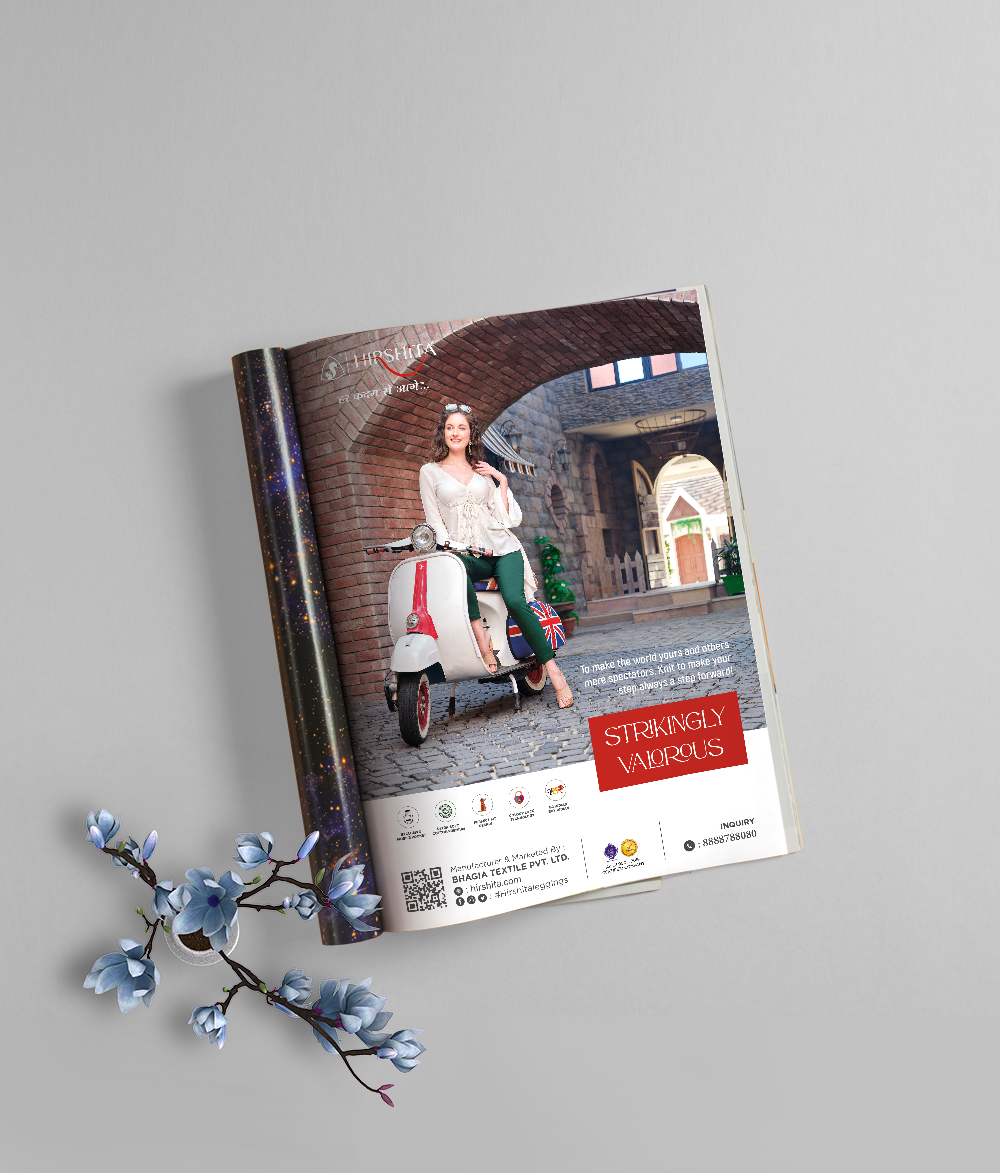 HIRSHITA
हर कदम से आगे...
To make the world yours and others
mere spectators. Knit to make your
step always a step forward!
STRIKINGLY
VALOROUS
Manufacturer & Marketed By :
BHAGIA TEXTILE PVT. LTD.
: hirshita.com
: #hirshitaleggings
INQUIRY
: 8888788080